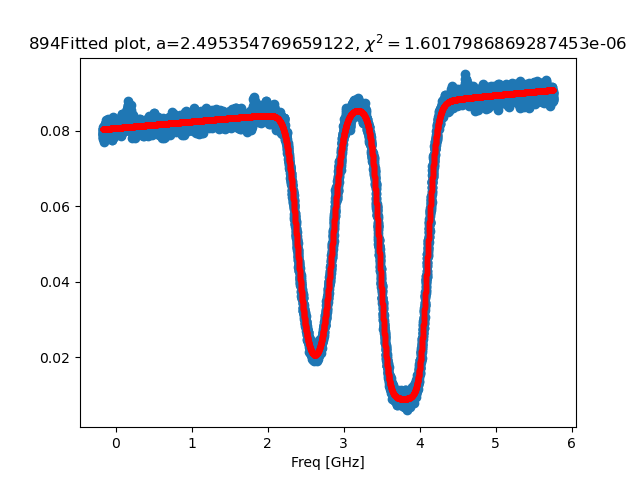 894Fitted plot, a=2.495354769659122, χ² = 1.6017986869287453e-06
0.08
0.06
0.04
0.02
0 1 2 3 4 5 6
Freq [GHz]